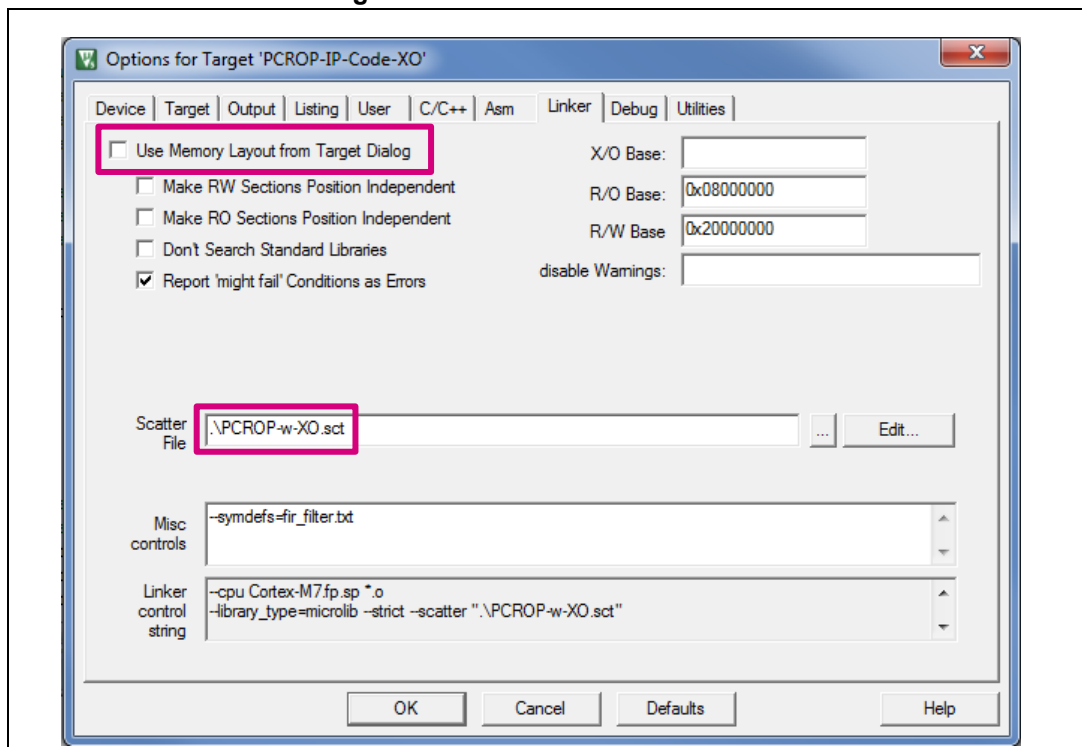 Options for Target 'PCROP-IP-Code-XO'
Device Target Output Listing User C/C++ Asm Linker Debug Utilities
Use Memory Layout from Target Dialog
X/O Base:
Make RW Sections Position Independent
R/O Base: 0x08000000
Make RO Sections Position Independent
R/W Base 0x20000000
Don't Search Standard Libraries
disable Warnings:
Report 'might fail' Conditions as Errors
Scatter
File
.\PCROP-w-XO.sct
...
Edit...
Misc
controls
--symdefs=fir_filter.txt
Linker
control
string
--cpu Cortex-M7.fp.sp *.o
--library_type=microlib --strict --scatter ".\PCROP-w-XO.sct"
OK Cancel Defaults Help